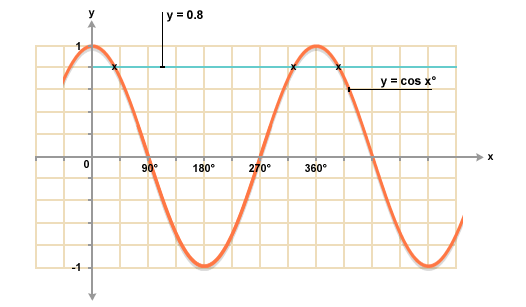 y
y = 0.8
1
x x x
y = cos x°
0
90° 180° 270° 360°
x
-1